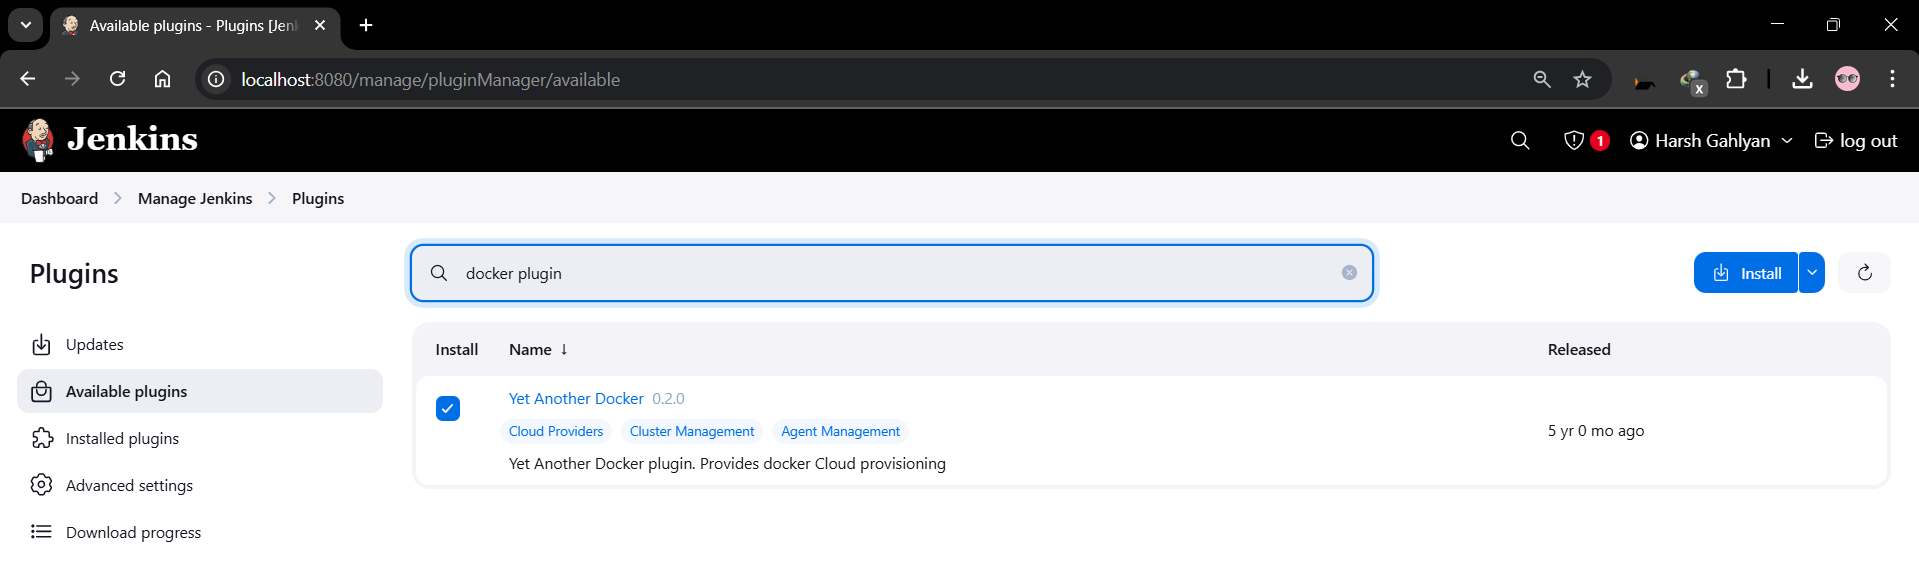 Available plugins - Plugins [Jen
localhost:8080/manage/pluginManager/available
x
Jenkins
1
Harsh Gahlyan
log out
Dashboard
Manage Jenkins
Plugins
Plugins
docker plugin
Install
Updates
Available plugins
Installed plugins
Advanced settings
Download progress
Install Name ↓ Released
Yet Another Docker 0.2.0
Cloud Providers Cluster Management Agent Management
5 yr 0 mo ago
Yet Another Docker plugin. Provides docker Cloud provisioning